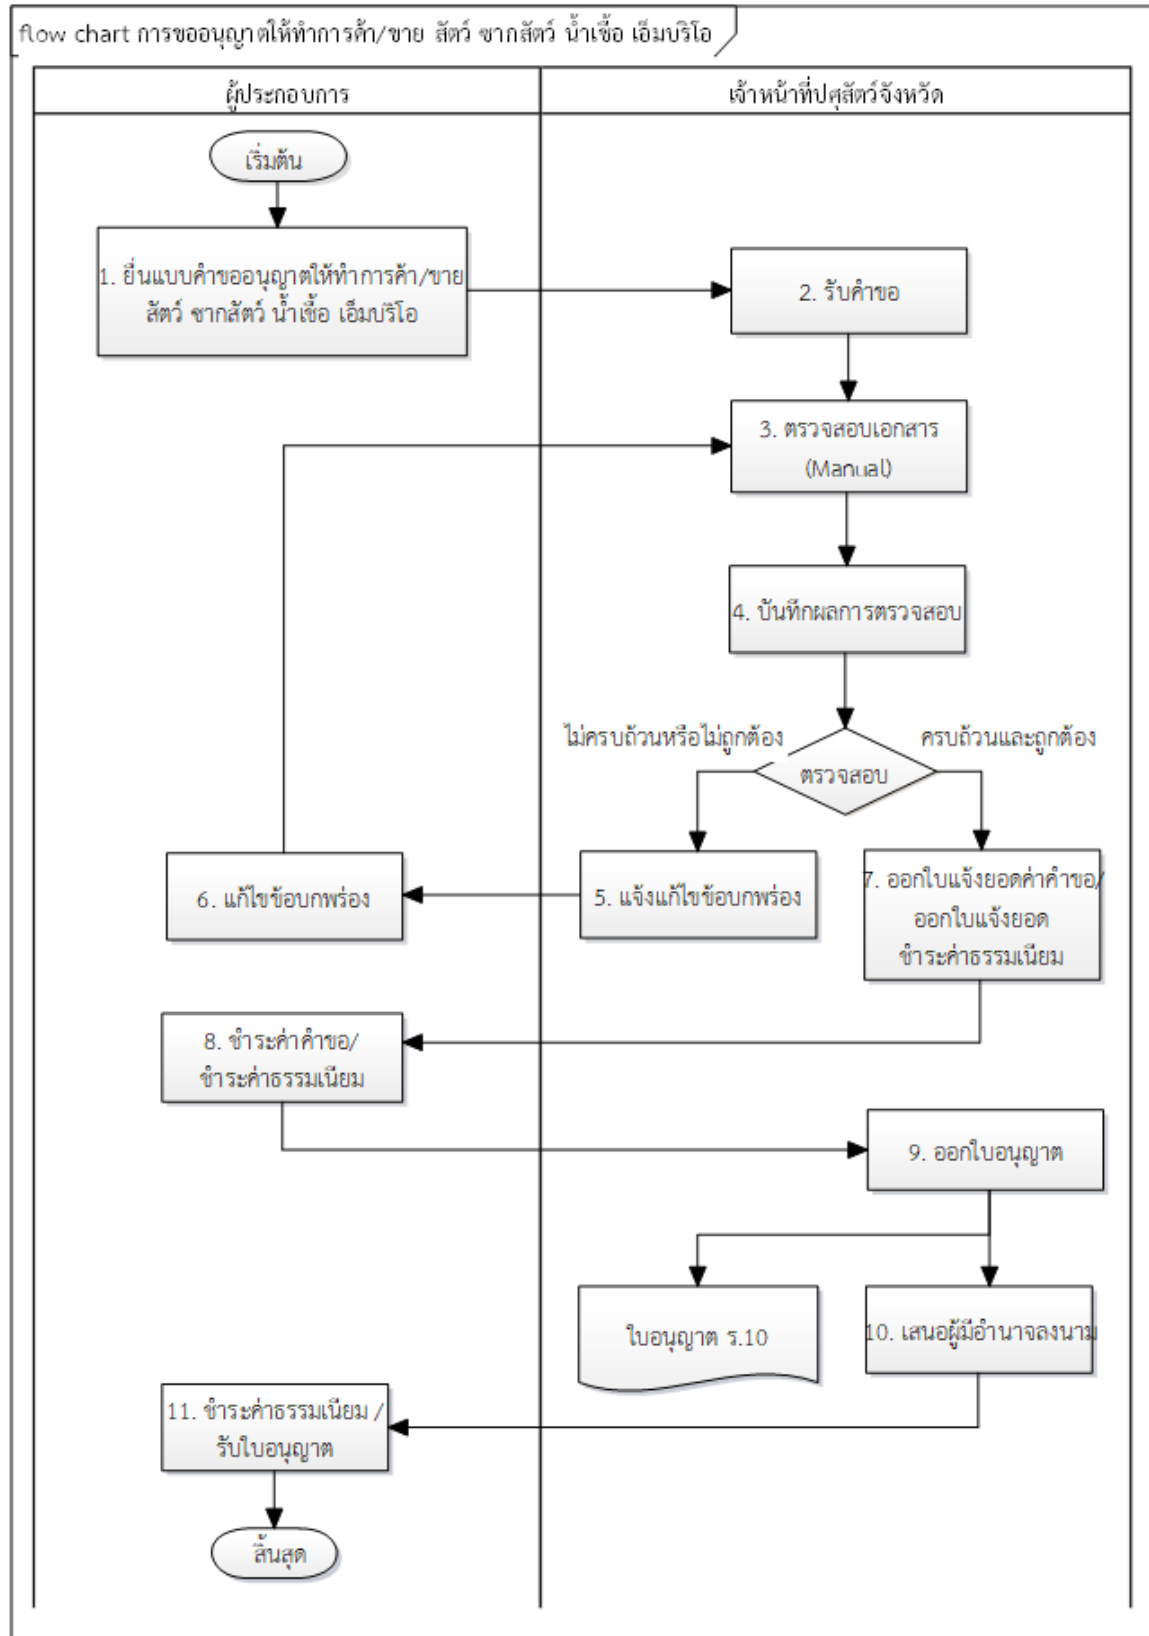 flow chart การขออนุญาตให้ทำการค้า/ขาย สัตว์ ซากสัตว์ น้ำเชื้อ เอ็มบริโอ
ผู้ประกอบการ
เจ้าหน้าที่ปศุสัตว์จังหวัด
เริ่มต้น
1. ยื่นแบบคำขออนุญาตให้ทำการค้า/ขาย
สัตว์ ซากสัตว์ น้ำเชื้อ เอ็มบริโอ
2. รับคำขอ
3. ตรวจสอบเอกสาร
(Manual)
4. บันทึกผลการตรวจสอบ
ไม่ครบถ้วนหรือไม่ถูกต้อง
ครบถ้วนและถูกต้อง
ตรวจสอบ
6. แก้ไขข้อบกพร่อง
5. แจ้งแก้ไขข้อบกพร่อง
7. ออกใบแจ้งยอดค่าคำขอ/
ออกใบแจ้งยอด
ชำระค่าธรรมเนียม
8. ชำระค่าคำขอ/
ชำระค่าธรรมเนียม
9. ออกใบอนุญาต
ใบอนุญาต ร.10
10. เสนอผู้มีอำนาจลงนาม
11. ชำระค่าธรรมเนียม /
รับใบอนุญาต
สิ้นสุด